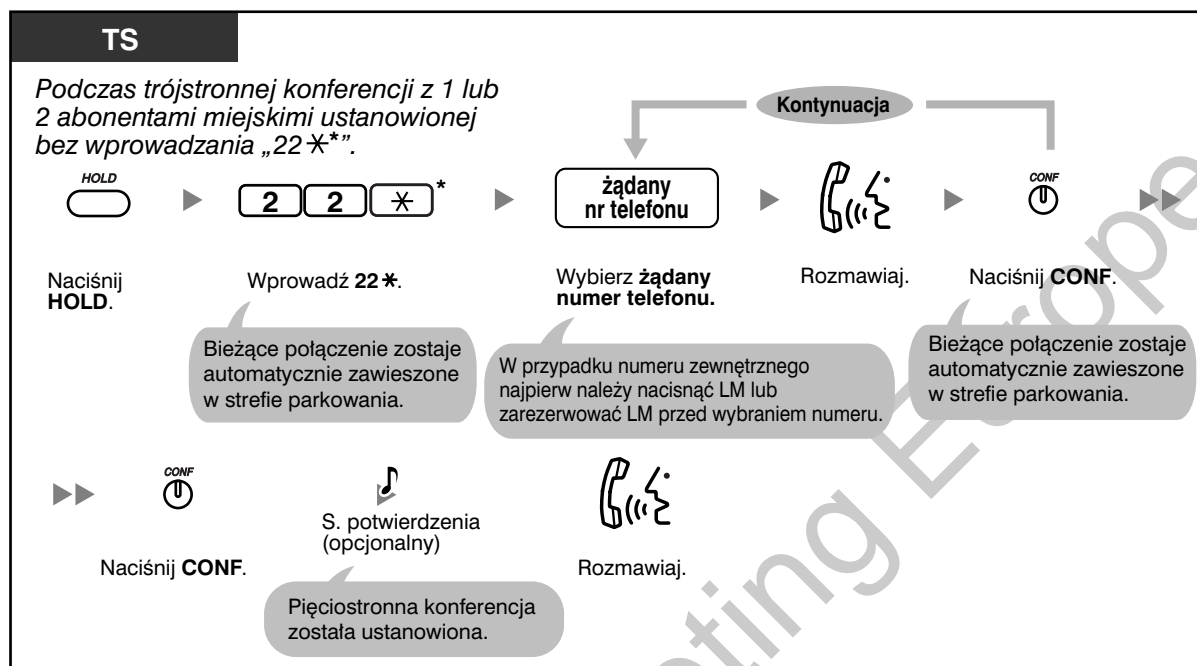 TS
Podczas trójstronnej konferencji z 1 lub
2 abonentami miejskimi ustanowionej
bez wprowadzania „22✳*”.
Kontynuacja
HOLD
2 2 ✳ *
żądany
nr telefonu
CONF
Naciśnij
HOLD.
Wprowadź 22✳.
Wybierz żądany
numer telefonu.
Rozmawiaj.
Naciśnij CONF.
Bieżące połączenie zostaje
automatycznie zawieszone
w strefie parkowania.
W przypadku numeru zewnętrznego
najpierw należy nacisnąć LM lub
zarezerwować LM przed wybraniem numeru.
Bieżące połączenie zostaje
automatycznie zawieszone
w strefie parkowania.
CONF
S. potwierdzenia
(opcjonalny)
Naciśnij CONF.
Rozmawiaj.
Pięciostronna konferencja
została ustanowiona.